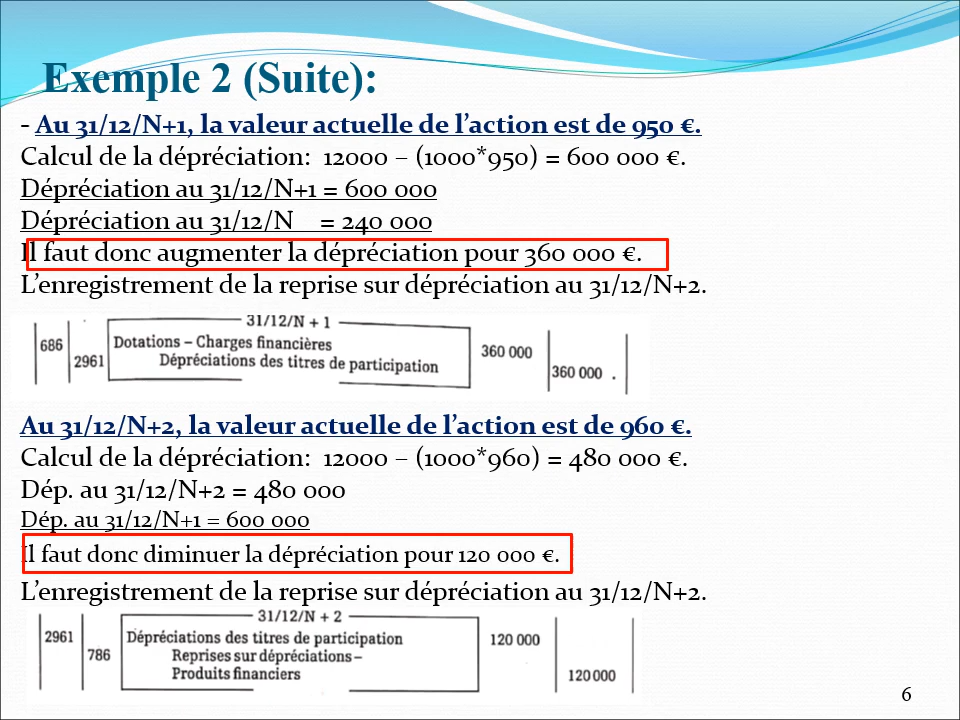 Exemple 2 (Suite):
- Au 31/12/N+1, la valeur actuelle de l’action est de 950 €.
Calcul de la dépréciation: 12000 – (1000*950) = 600 000 €.
Dépréciation au 31/12/N+1 = 600 000
Dépréciation au 31/12/N = 240 000
Il faut donc augmenter la dépréciation pour 360 000 €.
L’enregistrement de la reprise sur dépréciation au 31/12/N+2.
31/12/N + 1
686 Dotations – Charges financières 360 000
2961 Dépréciations des titres de participation 360 000 .
Au 31/12/N+2, la valeur actuelle de l’action est de 960 €.
Calcul de la dépréciation: 12000 – (1000*960) = 480 000 €.
Dép. au 31/12/N+2 = 480 000
Dép. au 31/12/N+1 = 600 000
Il faut donc diminuer la dépréciation pour 120 000 €.
L’enregistrement de la reprise sur dépréciation au 31/12/N+2.
31/12/N + 2
2961 Dépréciations des titres de participation 120 000
786 Reprises sur dépréciations –
Produits financiers 120 000
6